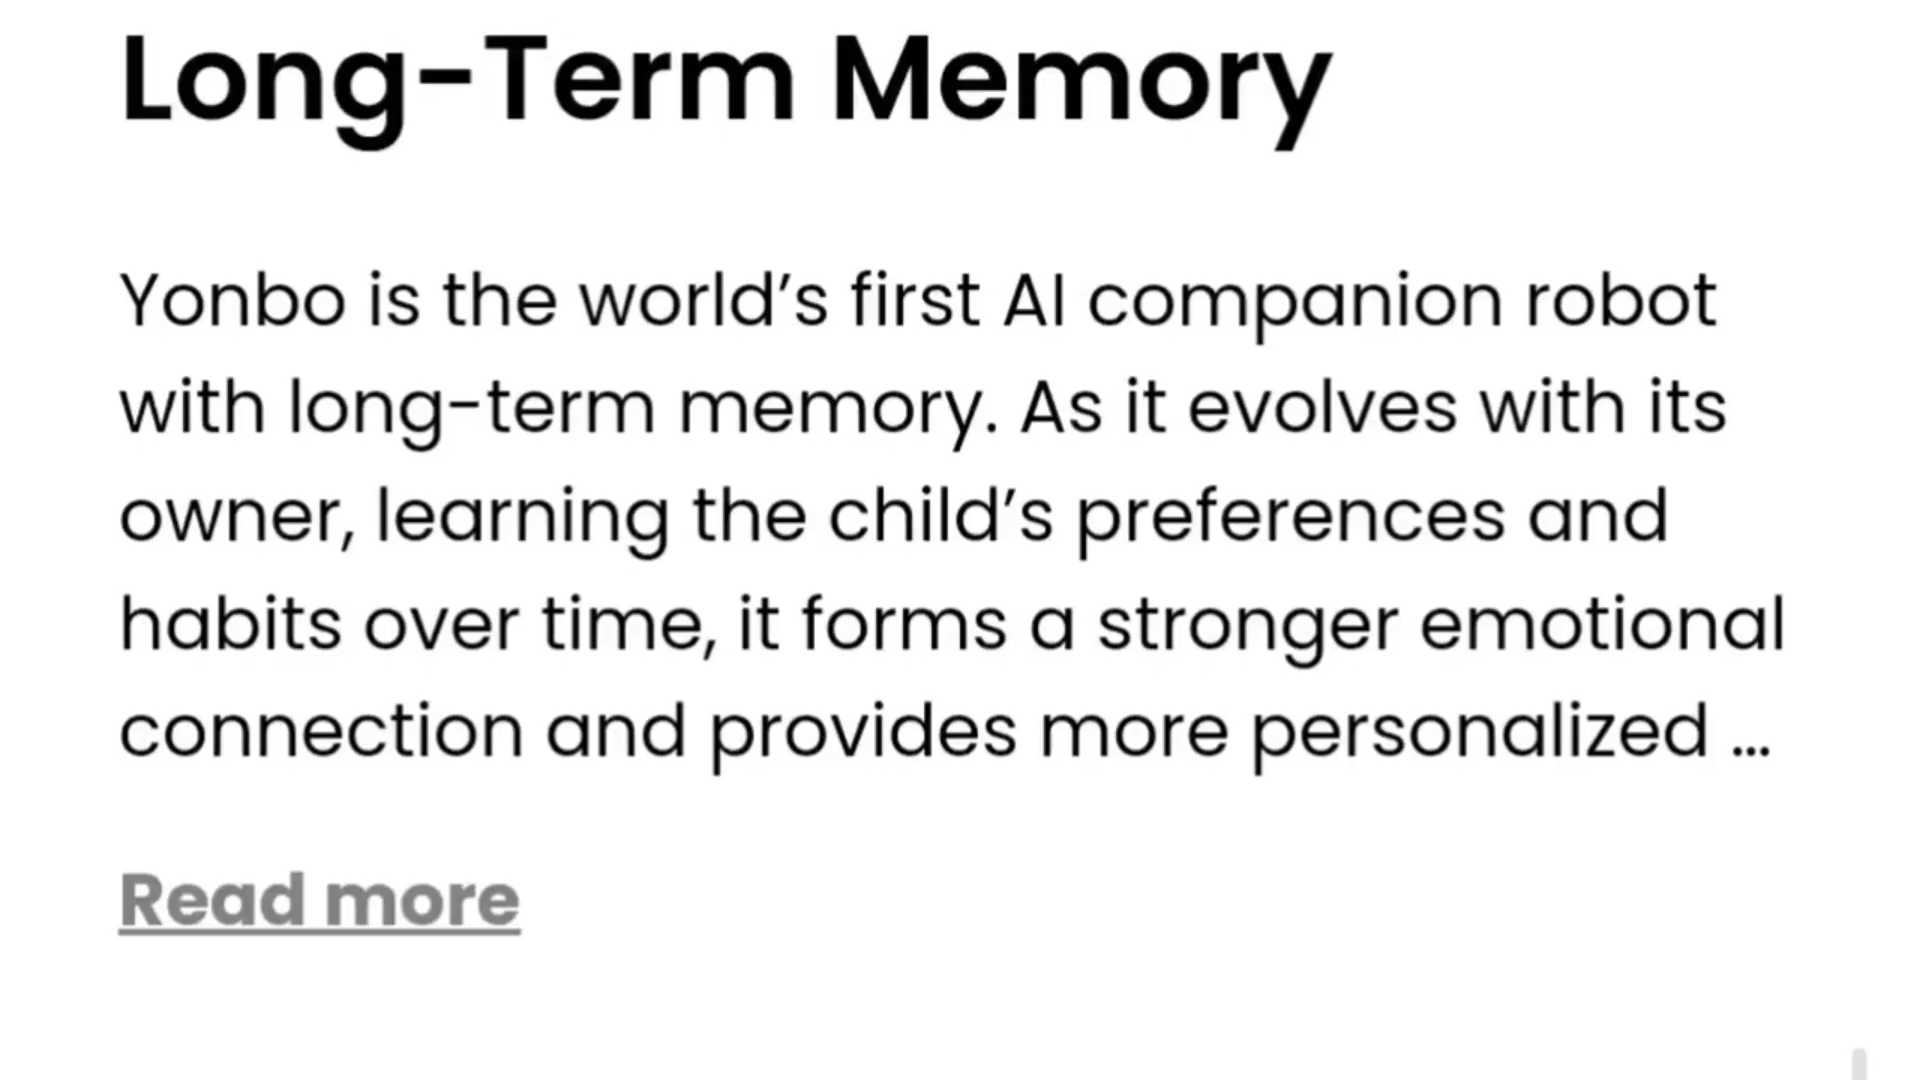 Long-Term Memory
Yonbo is the world’s first AI companion robot
with long-term memory. As it evolves with its
owner, learning the child’s preferences and
habits over time, it forms a stronger emotional
connection and provides more personalized ...
Read more